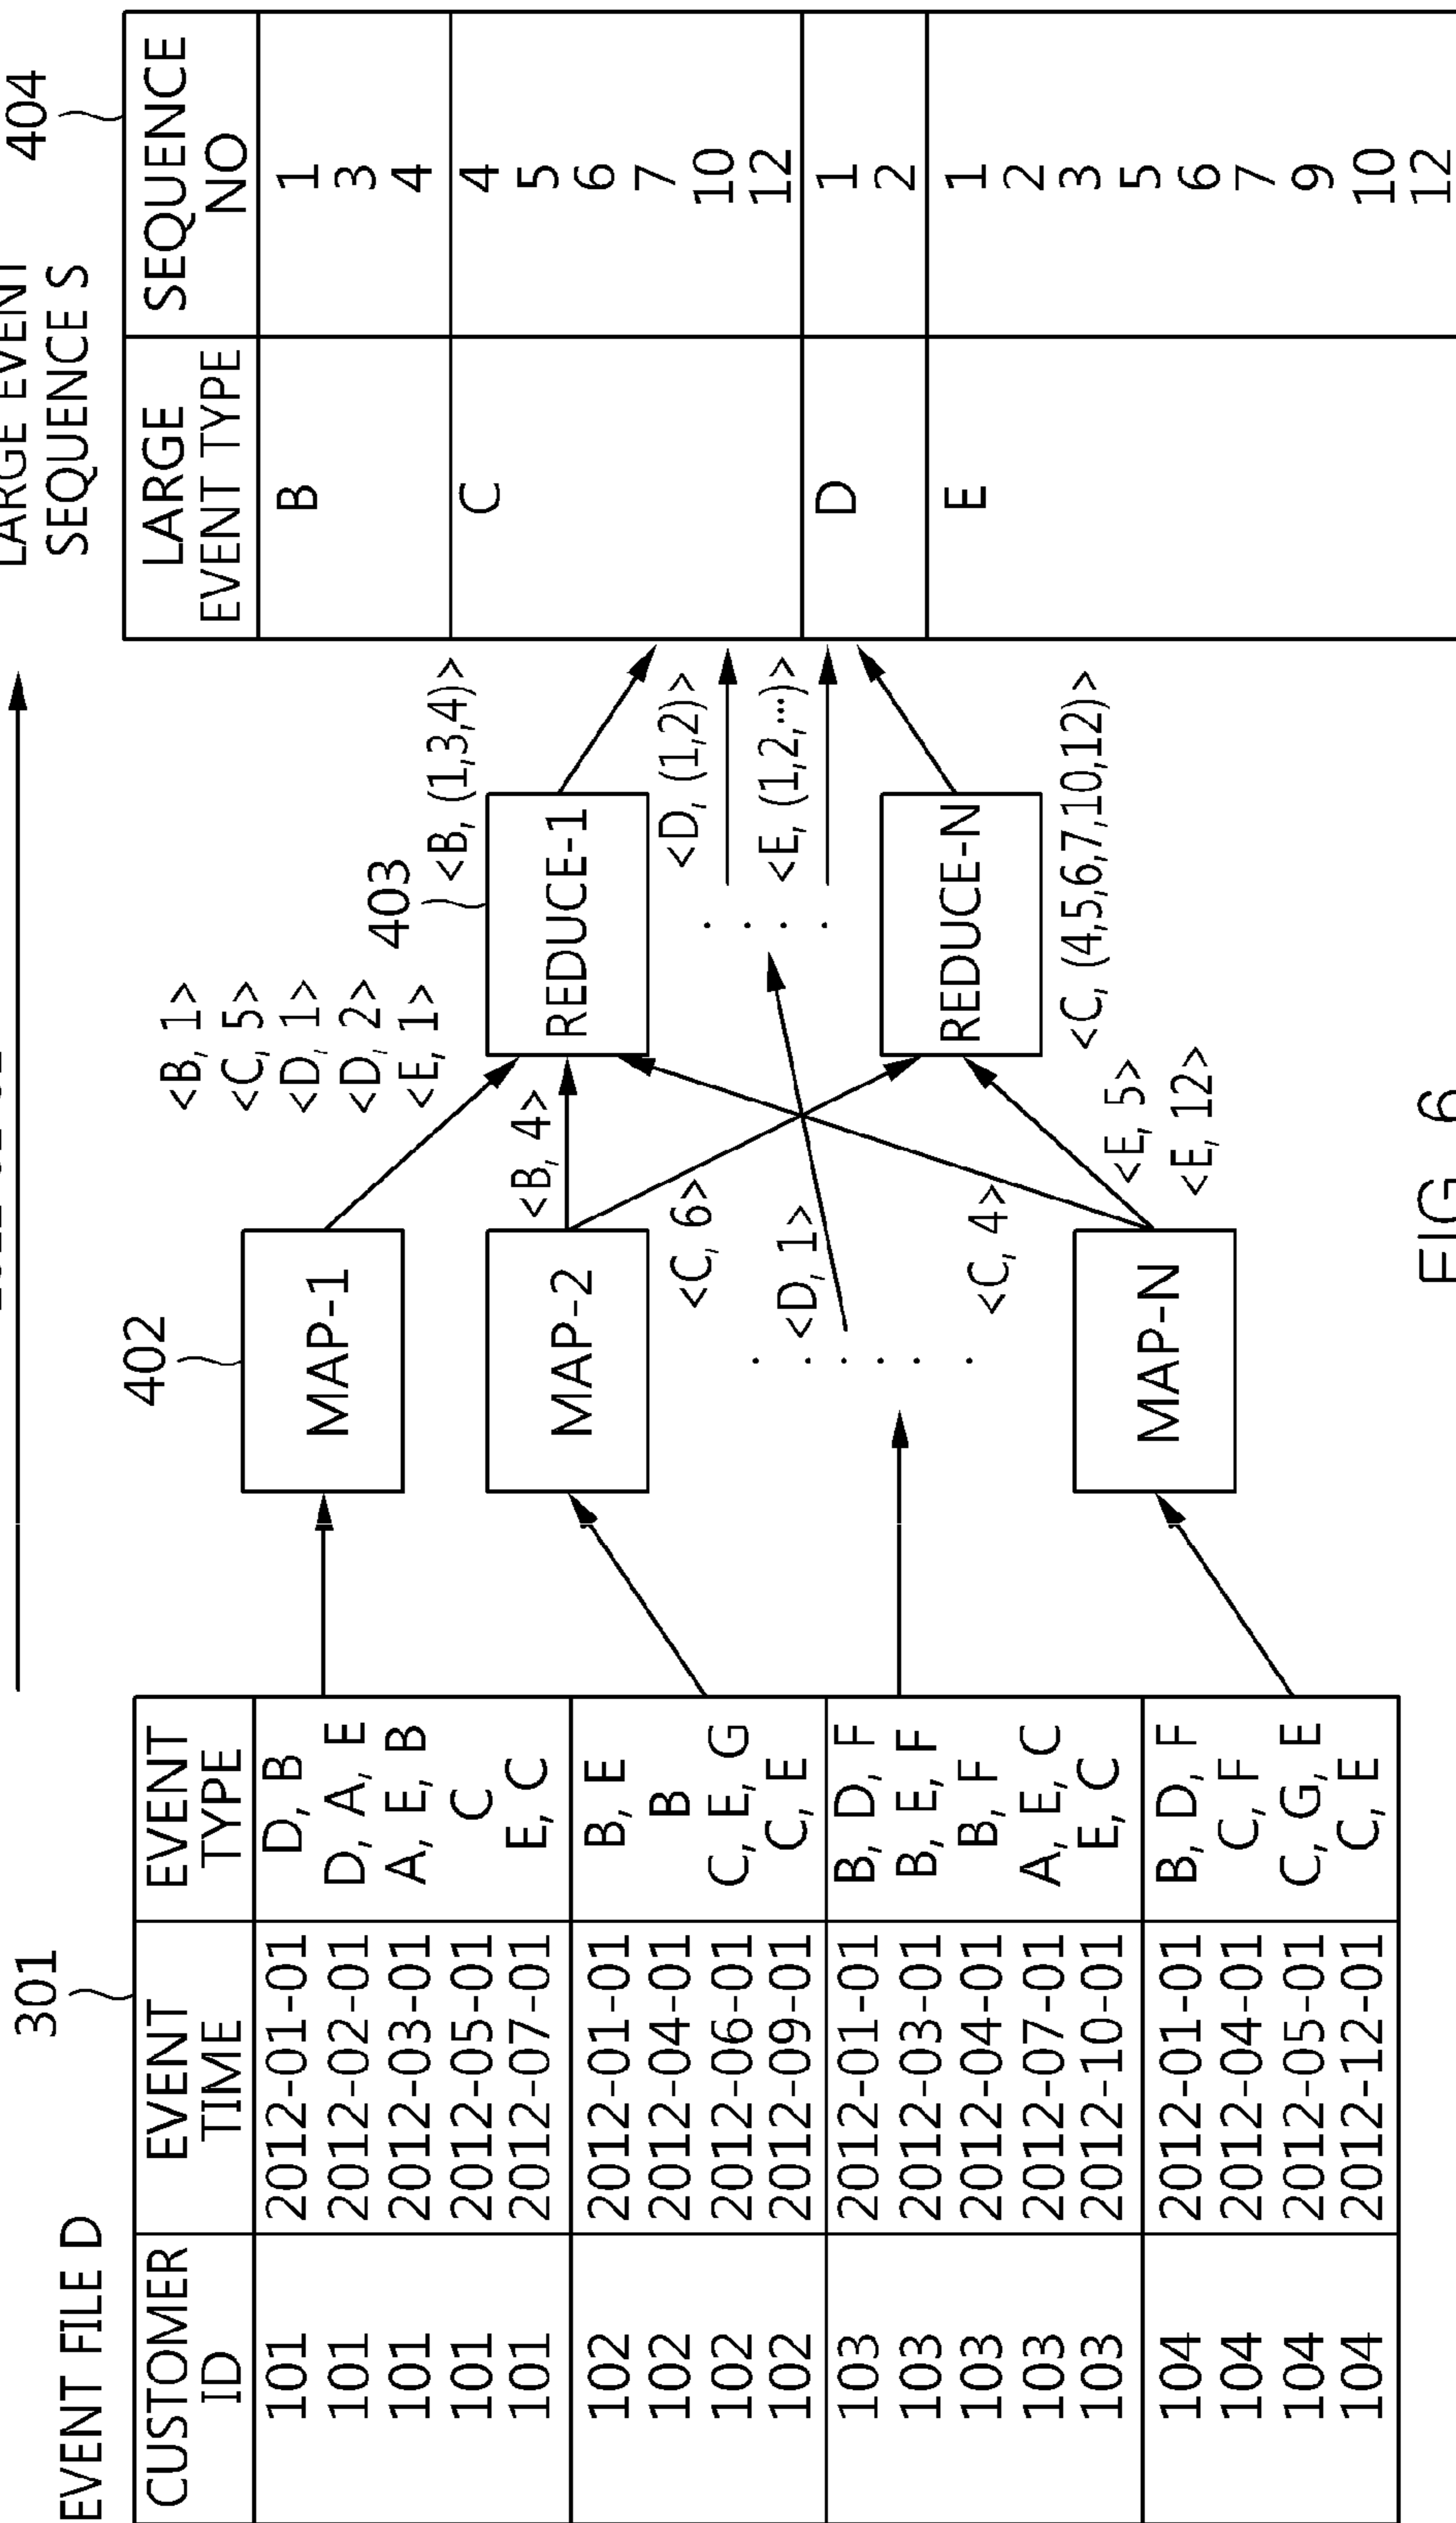 EVENT FILE D
301
CUSTOMER ID EVENT TIME EVENT TYPE
101 2012-01-01 D, B
101 2012-02-01 D, A, E
101 2012-03-01 A, E, B
101 2012-05-01 C
101 2012-07-01 E, C
102 2012-01-01 B, E
102 2012-04-01 B
102 2012-06-01 C, E, G
102 2012-09-01 C, E
103 2012-01-01 B, D, F
103 2012-03-01 B, E, F
103 2012-04-01 B, F
103 2012-07-01 A, E, C
103 2012-10-01 E, C
104 2012-01-01 B, D, F
104 2012-04-01 C, F
104 2012-05-01 C, G, E
104 2012-12-01 C, E
402
MAP-1
MAP-2
MAP-N
<B, 1>
<C, 5>
<D, 1>
<D, 2>
<E, 1>
<B, 4>
<C, 6>
<D, 1>
<C, 4>
<E, 5>
<E, 12>
403
REDUCE-1
REDUCE-N
<B, (1,3,4)>
<D, (1,2)>
<E, (1,2,···)>
<C, (4,5,6,7,10,12)>
LARGE EVENT
SEQUENCE S
404
LARGE EVENT TYPE SEQUENCE NO
B 1
3
4
C 4
5
6
7
10
12
D 1
2
E 1
2
3
5
6
7
9
10
12
FIG. 6